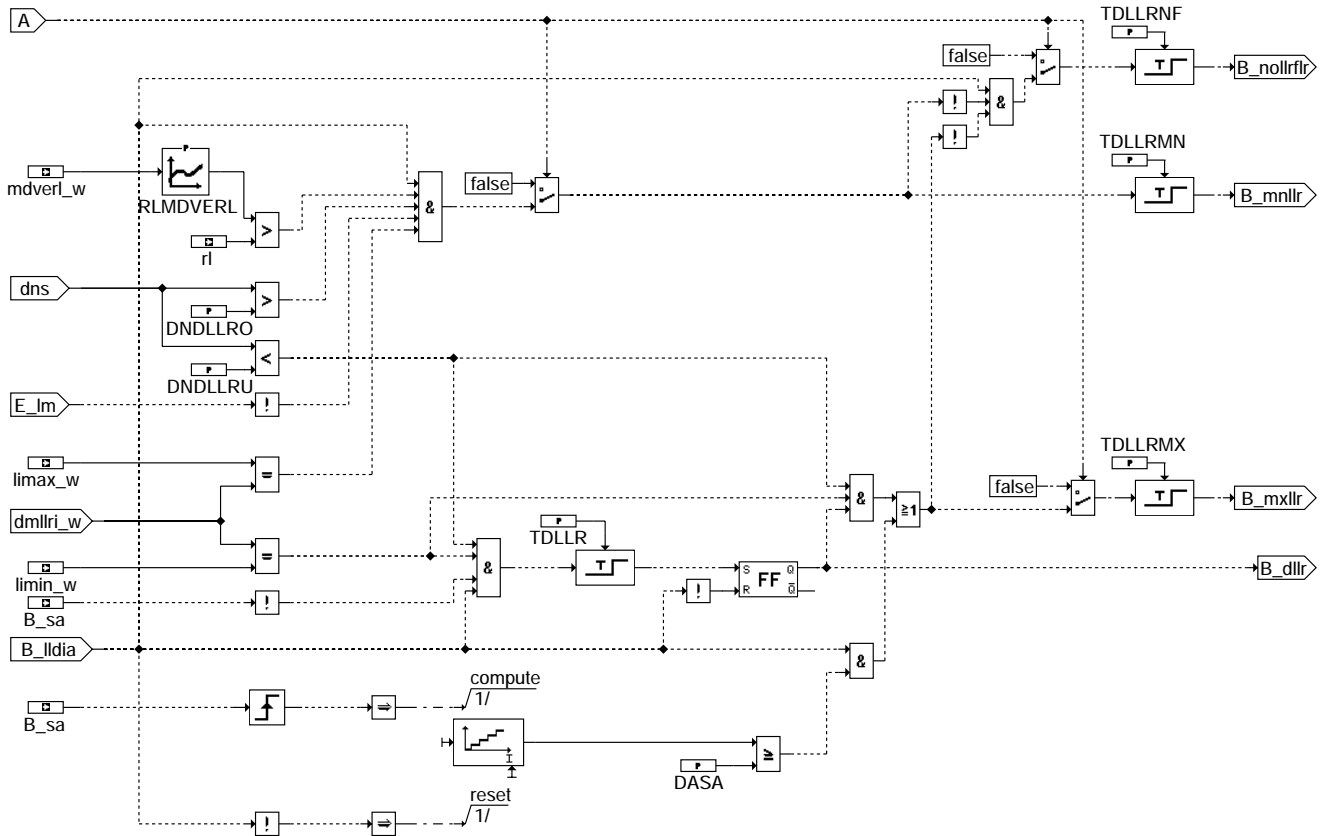 A
TDLLRNF
P
false
T
B_nollrflr
!
&
!
TDLLRMN
P
P
mdverl_w
RLMDVERL
false
&
T
B_mnllr
>
rl
dns
>
P
DNDLLRO
<
P
DNDLLRU
E_lm
!
TDLLRMX
P
limax_w
=
&
false
T
B_mxllr
≥1
dmllri_w
P
TDLLR
=
&
T
S Q
FF
R Q
B_dllr
limin_w
!
B_sa
!
B_lldia
&
compute
1/
B_sa
⇒
P
DASA
≥
reset
1/
!
⇒